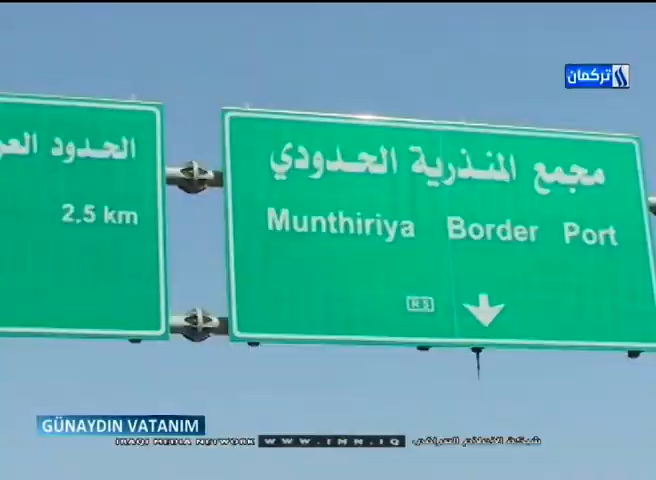 تركمان
الحدود
2.5 km
مجمع المنذرية الحدودي
Munthiriya Border Port
R5
GÜNAYDIN VATANIM
IRAQI MEDIA NETWORK WWW.IMN.IQ شبكة الاعلام العراقي